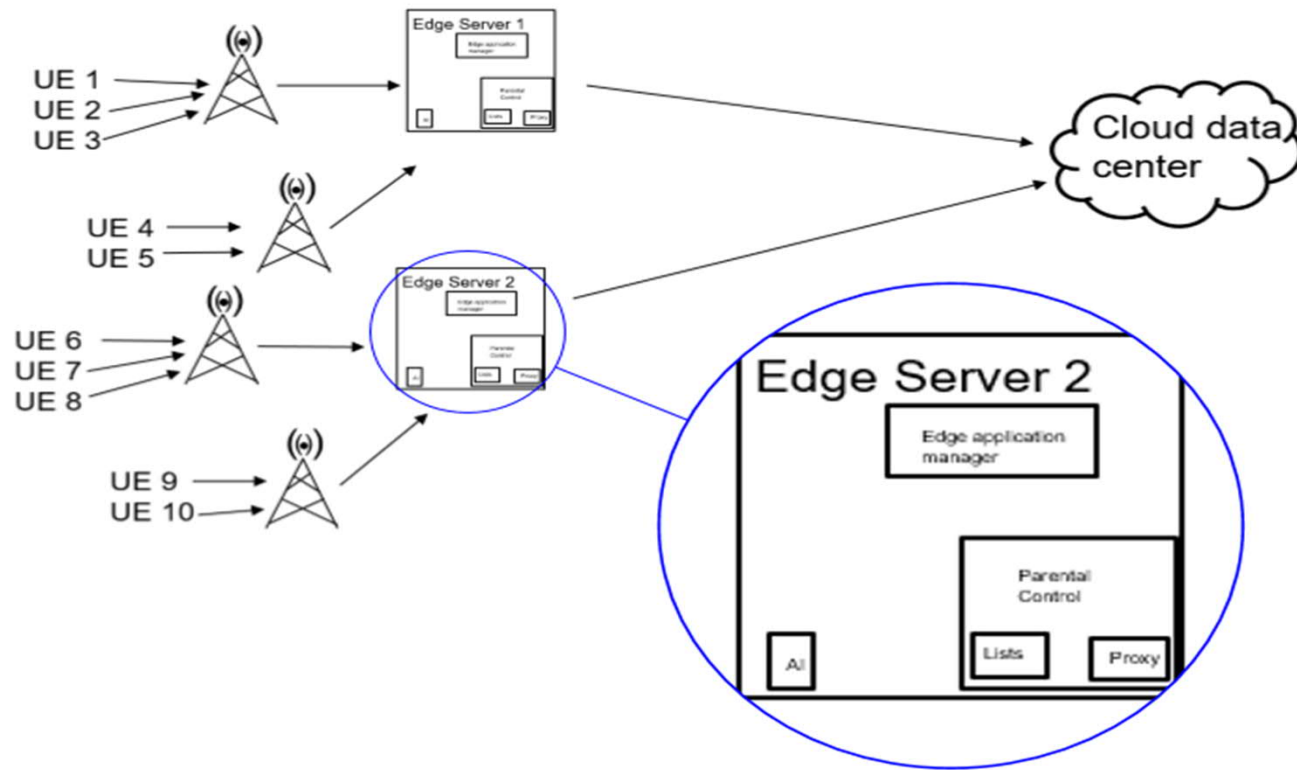 Edge Server 1
Edge application
manager
Parental
Control
Lists
Proxy
AI
UE 1
UE 2
UE 3
Cloud data
center
UE 4
UE 5
Edge Server 2
Edge application
manager
Parental
Control
Lists
Proxy
AI
UE 6
UE 7
UE 8
UE 9
UE 10
Edge Server 2
Edge application
manager
Parental
Control
Lists
Proxy
AI